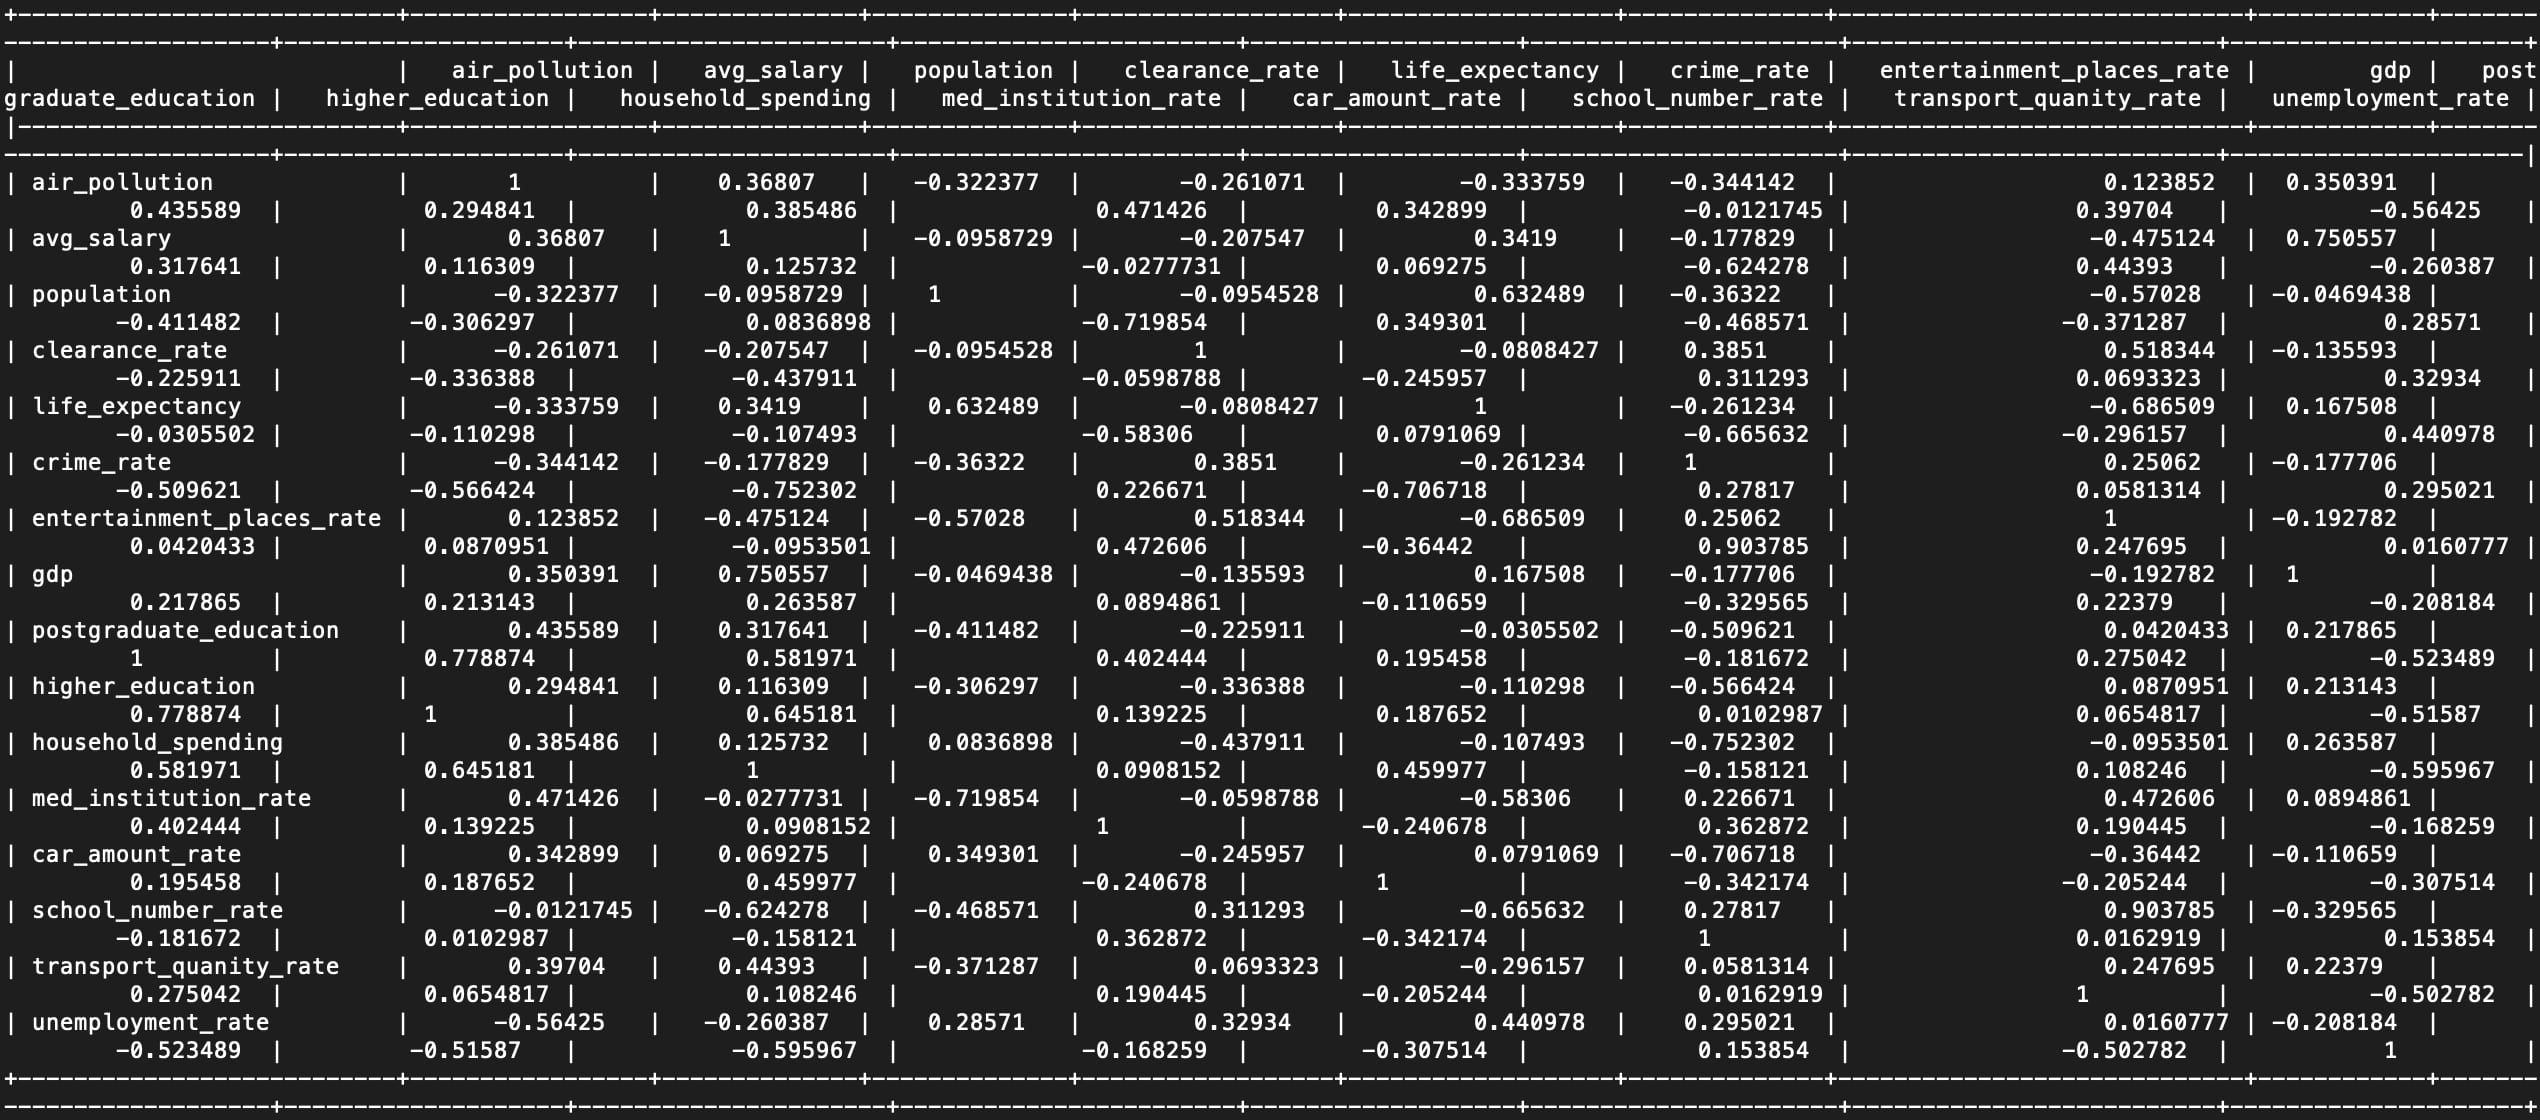 | | air_pollution | avg_salary | population | clearance_rate | life_expectancy | crime_rate | entertainment_places_rate | gdp | post
graduate_education | higher_education | household_spending | med_institution_rate | car_amount_rate | school_number_rate | transport_quanity_rate | unemployment_rate |
| air_pollution | 1 | 0.36807 | -0.322377 | -0.261071 | -0.333759 | -0.344142 | 0.123852 | 0.350391 |
0.435589 | 0.294841 | 0.385486 | 0.471426 | 0.342899 | -0.0121745 | 0.39704 | -0.56425 |
| avg_salary | 0.36807 | 1 | -0.0958729 | -0.207547 | 0.3419 | -0.177829 | -0.475124 | 0.750557 |
0.317641 | 0.116309 | 0.125732 | -0.0277731 | 0.069275 | -0.624278 | 0.44393 | -0.260387 |
| population | -0.322377 | -0.0958729 | 1 | -0.0954528 | 0.632489 | -0.36322 | -0.57028 | -0.0469438 |
-0.411482 | -0.306297 | 0.0836898 | -0.719854 | 0.349301 | -0.468571 | -0.371287 | 0.28571 |
| clearance_rate | -0.261071 | -0.207547 | -0.0954528 | 1 | -0.0808427 | 0.3851 | 0.518344 | -0.135593 |
-0.225911 | -0.336388 | -0.437911 | -0.0598788 | -0.245957 | 0.311293 | 0.0693323 | 0.32934 |
| life_expectancy | -0.333759 | 0.3419 | 0.632489 | -0.0808427 | 1 | -0.261234 | -0.686509 | 0.167508 |
-0.0305502 | -0.110298 | -0.107493 | -0.58306 | 0.0791069 | -0.665632 | -0.296157 | 0.440978 |
| crime_rate | -0.344142 | -0.177829 | -0.36322 | 0.3851 | -0.261234 | 1 | 0.25062 | -0.177706 |
-0.509621 | -0.566424 | -0.752302 | 0.226671 | -0.706718 | 0.27817 | 0.0581314 | 0.295021 |
| entertainment_places_rate | 0.123852 | -0.475124 | -0.57028 | 0.518344 | -0.686509 | 0.25062 | 1 | -0.192782 |
0.0420433 | 0.0870951 | -0.0953501 | 0.472606 | -0.36442 | 0.903785 | 0.247695 | 0.0160777 |
| gdp | 0.350391 | 0.750557 | -0.0469438 | -0.135593 | 0.167508 | -0.177706 | -0.192782 | 1 |
0.217865 | 0.213143 | 0.263587 | 0.0894861 | -0.110659 | -0.329565 | 0.22379 | -0.208184 |
| postgraduate_education | 0.435589 | 0.317641 | -0.411482 | -0.225911 | -0.0305502 | -0.509621 | 0.0420433 | 0.217865 |
1 | 0.778874 | 0.581971 | 0.402444 | 0.195458 | -0.181672 | 0.275042 | -0.523489 |
| higher_education | 0.294841 | 0.116309 | -0.306297 | -0.336388 | -0.110298 | -0.566424 | 0.0870951 | 0.213143 |
0.778874 | 1 | 0.645181 | 0.139225 | 0.187652 | 0.0102987 | 0.0654817 | -0.51587 |
| household_spending | 0.385486 | 0.125732 | 0.0836898 | -0.437911 | -0.107493 | -0.752302 | -0.0953501 | 0.263587 |
0.581971 | 0.645181 | 1 | 0.0908152 | 0.459977 | -0.158121 | 0.108246 | -0.595967 |
| med_institution_rate | 0.471426 | -0.0277731 | -0.719854 | -0.0598788 | -0.58306 | 0.226671 | 0.472606 | 0.0894861 |
0.402444 | 0.139225 | 0.0908152 | 1 | -0.240678 | 0.362872 | 0.190445 | -0.168259 |
| car_amount_rate | 0.342899 | 0.069275 | 0.349301 | -0.245957 | 0.0791069 | -0.706718 | -0.36442 | -0.110659 |
0.195458 | 0.187652 | 0.459977 | -0.240678 | 1 | -0.342174 | -0.205244 | -0.307514 |
| school_number_rate | -0.0121745 | -0.624278 | -0.468571 | 0.311293 | -0.665632 | 0.27817 | 0.903785 | -0.329565 |
-0.181672 | 0.0102987 | -0.158121 | 0.362872 | -0.342174 | 1 | 0.0162919 | 0.153854 |
| transport_quanity_rate | 0.39704 | 0.44393 | -0.371287 | 0.0693323 | -0.296157 | 0.0581314 | 0.247695 | 0.22379 |
0.275042 | 0.0654817 | 0.108246 | 0.190445 | -0.205244 | 0.0162919 | 1 | -0.502782 |
| unemployment_rate | -0.56425 | -0.260387 | 0.28571 | 0.32934 | 0.440978 | 0.295021 | 0.0160777 | -0.208184 |
-0.523489 | -0.51587 | -0.595967 | -0.168259 | -0.307514 | 0.153854 | -0.502782 | 1 |